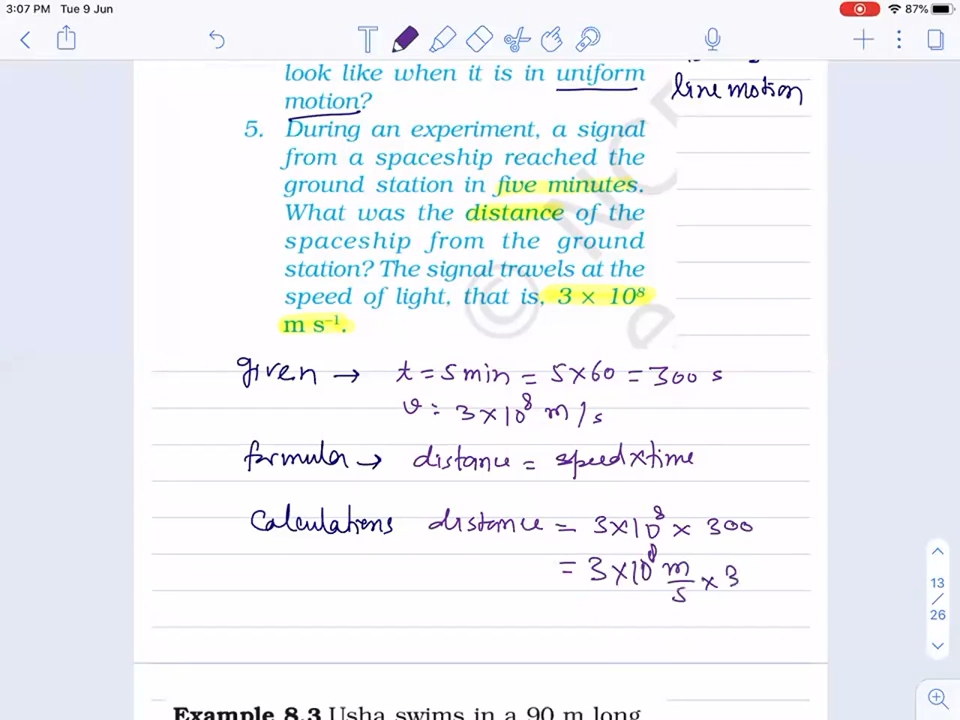 3:07 PM Tue 9 Jun
87%
T
look like when it is in uniform
motion?
line motion
5. During an experiment, a signal
from a spaceship reached the
ground station in five minutes.
What was the distance of the
spaceship from the ground
station? The signal travels at the
speed of light, that is, 3 × 10⁸
m s⁻¹.
given → t = 5 min = 5 × 60 = 300 s
v = 3 × 10⁸ m/s
formula → distance = speed × time
Calculations distance = 3 × 10⁸ × 300
= 3 × 10⁸ m/s × 3
13
/
26
Example 8.3 Usha swims in a 90 m long